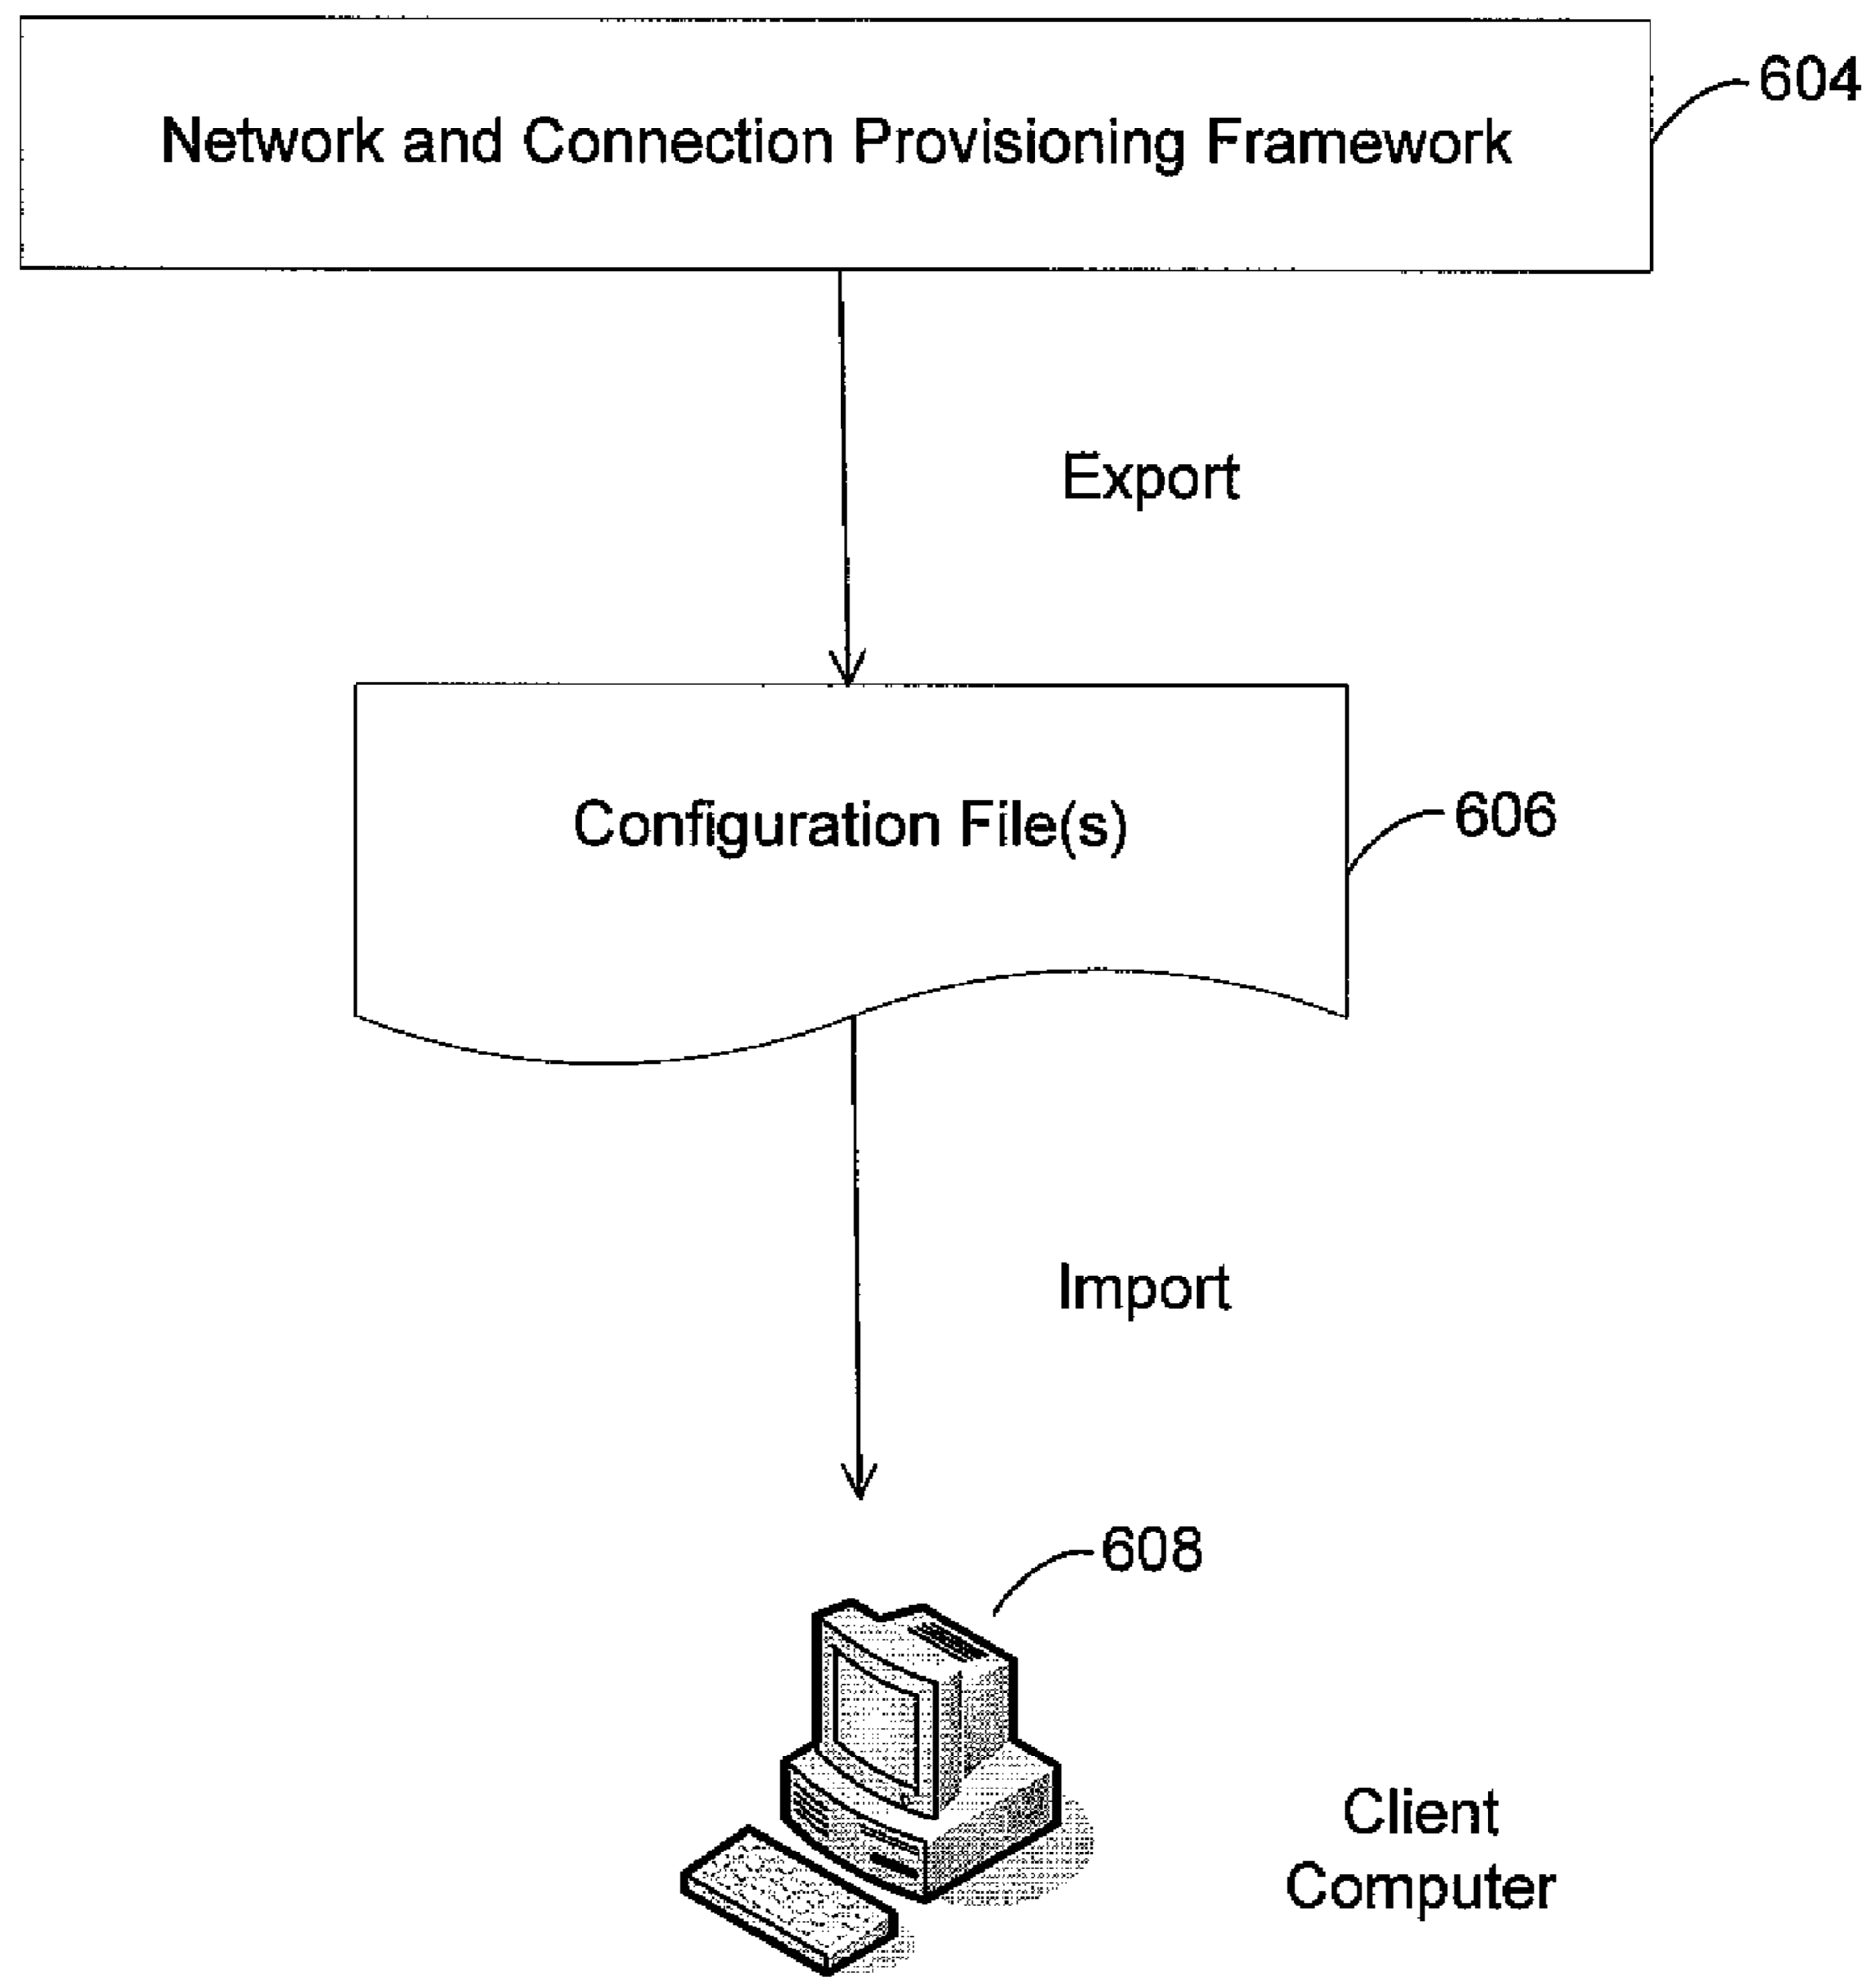 604
Network and Connection Provisioning Framework
Export
Configuration File(s)
606
Import
608
Client
Computer